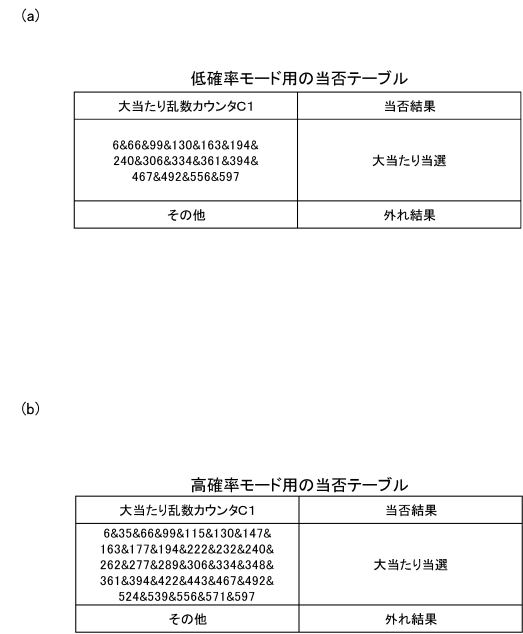 (a)
低確率モード用の当否テーブル
大当たり乱数カウンタC1 当否結果
6&66&99&130&163&194&
240&306&334&361&394&
467&492&556&597
大当たり当選
その他 外れ結果
(b)
高確率モード用の当否テーブル
大当たり乱数カウンタC1 当否結果
6&35&66&99&115&130&147&
163&177&194&222&232&240&
262&277&289&306&334&348&
361&394&422&443&467&492&
524&539&556&571&597
大当たり当選
その他 外れ結果